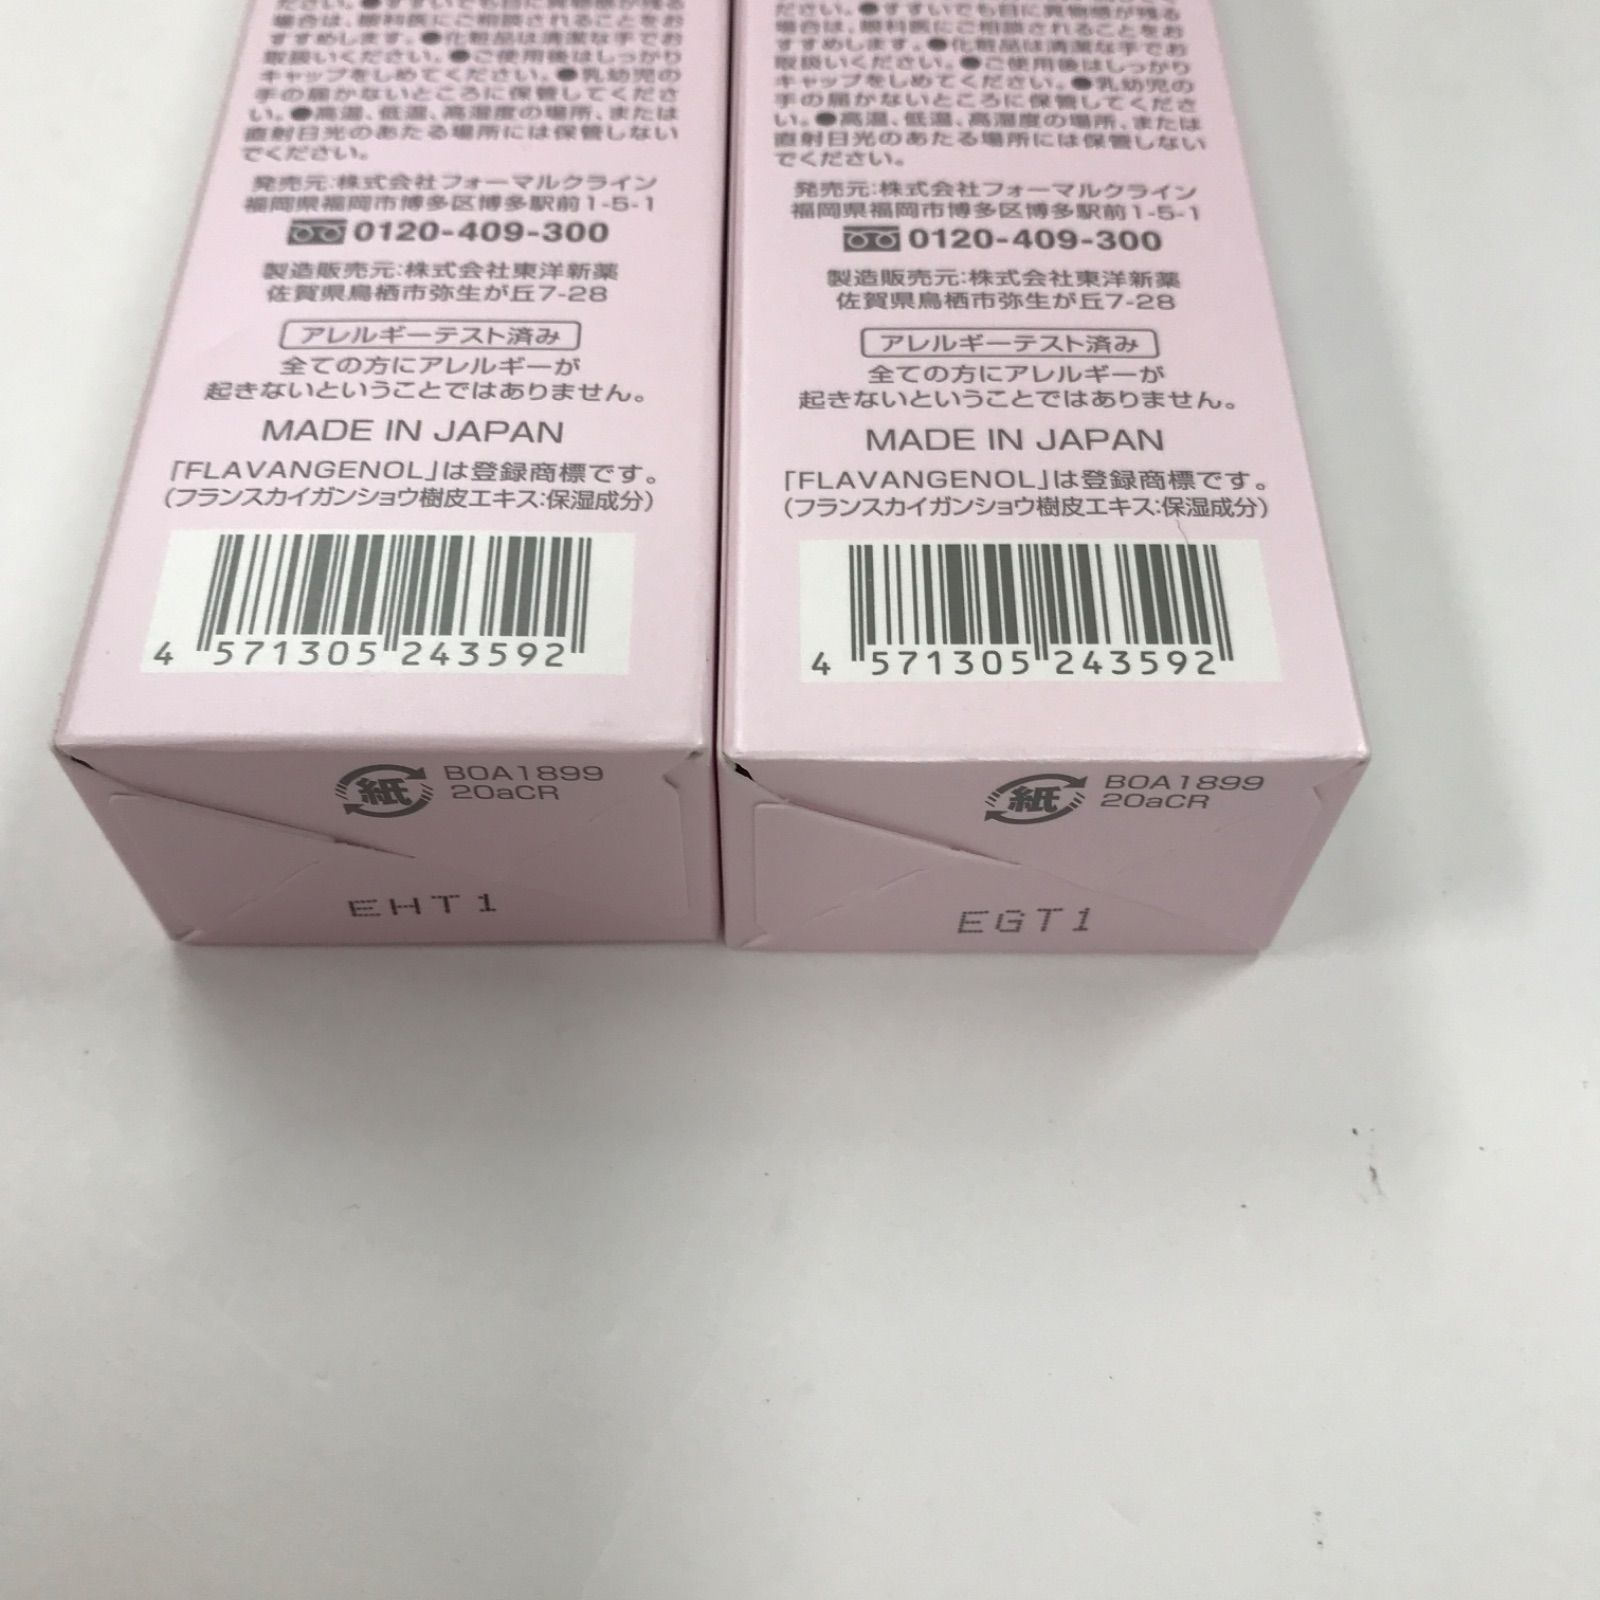 ださい。●すすいでも目に異物感が残る
場合は、眼科医にご相談されることをお
すすめします。●化粧品は清潔な手でお
取扱いください。●ご使用後はしっかり
キャップをしめてください。●乳幼児の
手の届かないところに保管してくださ
い。●高温、低温、高湿度の場所、または
直射日光のあたる場所には保管しない
でください。
発売元:株式会社フォーマルクライン
福岡県福岡市博多区博多駅前1-5-1
0120-409-300
製造販売元:株式会社東洋新薬
佐賀県鳥栖市弥生が丘7-28
アレルギーテスト済み
全ての方にアレルギーが
起きないということではありません。
MADE IN JAPAN
「FLAVANGENOL」は登録商標です。
(フランスカイガンショウ樹皮エキス:保湿成分)
4 571305 243592
紙 BOA1899
20aCR
EHT1
ださい。●すすいでも目に異物感が残る
場合は、眼科医にご相談されることをお
すすめします。●化粧品は清潔な手でお
取扱いください。●ご使用後はしっかり
キャップをしめてください。●乳幼児の
手の届かないところに保管してくださ
い。●高温、低温、高湿度の場所、または
直射日光のあたる場所には保管しない
でください。
発売元:株式会社フォーマルクライン
福岡県福岡市博多区博多駅前1-5-1
0120-409-300
製造販売元:株式会社東洋新薬
佐賀県鳥栖市弥生が丘7-28
アレルギーテスト済み
全ての方にアレルギーが
起きないということではありません。
MADE IN JAPAN
「FLAVANGENOL」は登録商標です。
(フランスカイガンショウ樹皮エキス:保湿成分)
4 571305 243592
紙 BOA1899
20aCR
EGT1